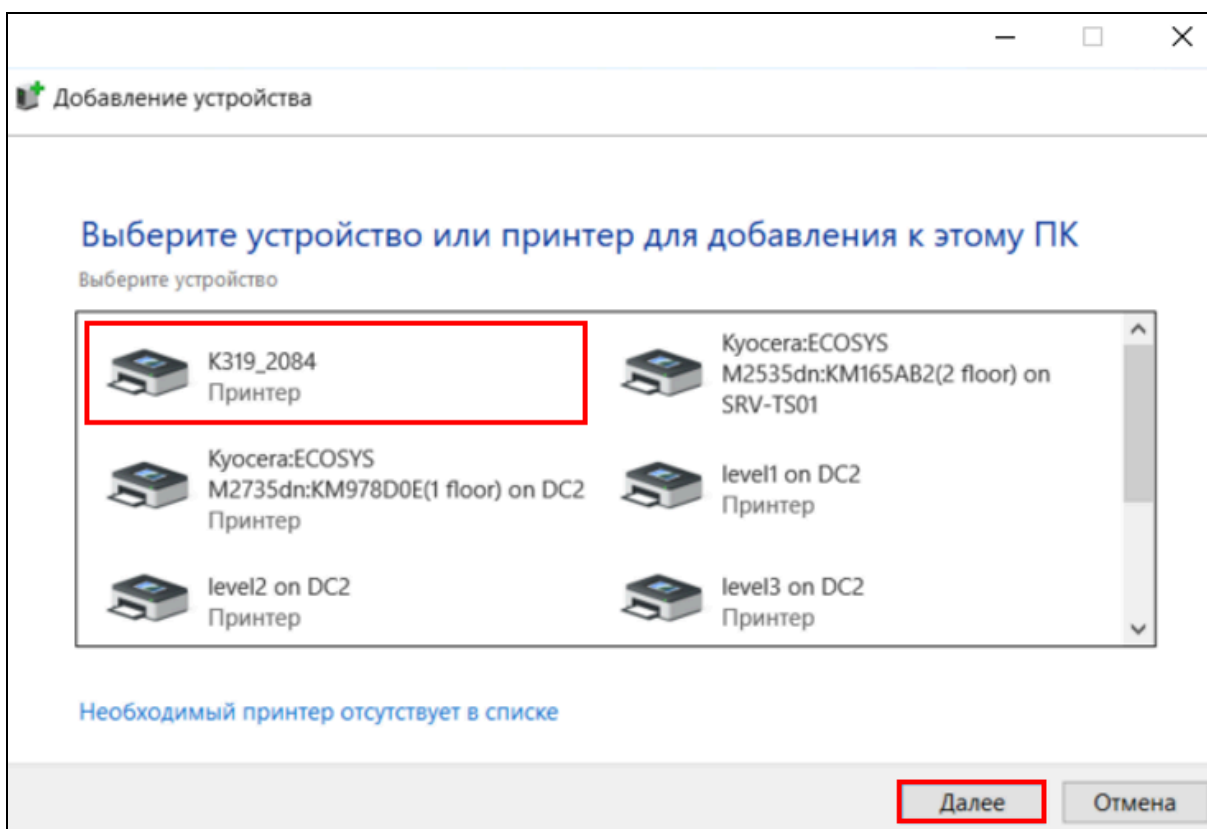 Добавление устройства
Выберите устройство или принтер для добавления к этому ПК
Выберите устройство
K319_2084
Принтер
Kyocera:ECOSYS
M2535dn:KM165AB2(2 floor) on
SRV-TS01
Kyocera:ECOSYS
M2735dn:KM978D0E(1 floor) on DC2
Принтер
level1 on DC2
Принтер
level2 on DC2
Принтер
level3 on DC2
Принтер
Необходимый принтер отсутствует в списке
Далее
Отмена